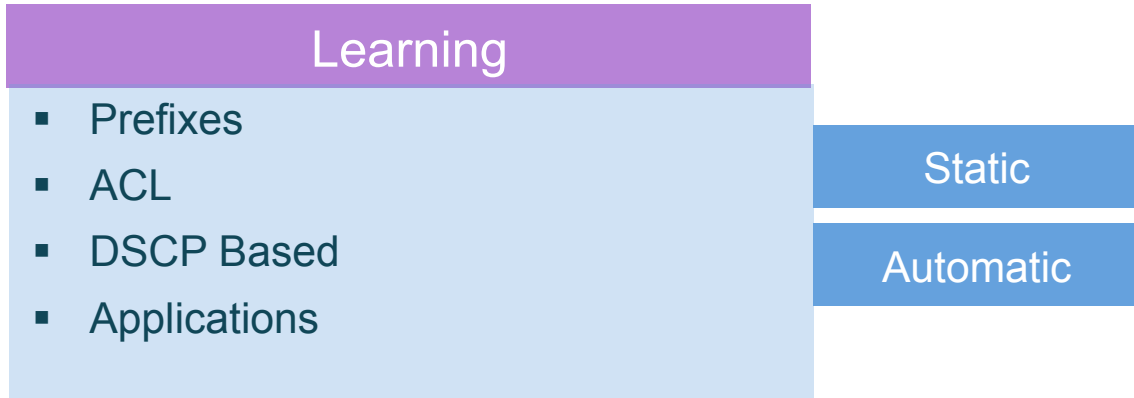 Learning
▪ Prefixes
▪ ACL
▪ DSCP Based
▪ Applications
Static
Automatic